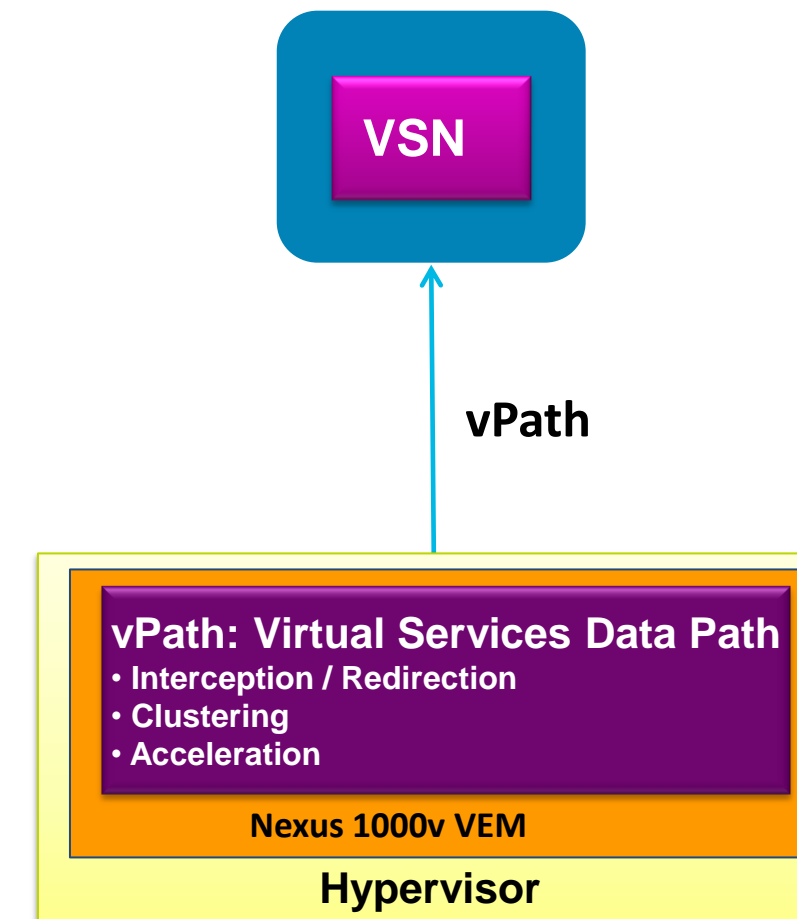 VSN
vPath
vPath: Virtual Services Data Path
• Interception / Redirection
• Clustering
• Acceleration
Nexus 1000v VEM
Hypervisor